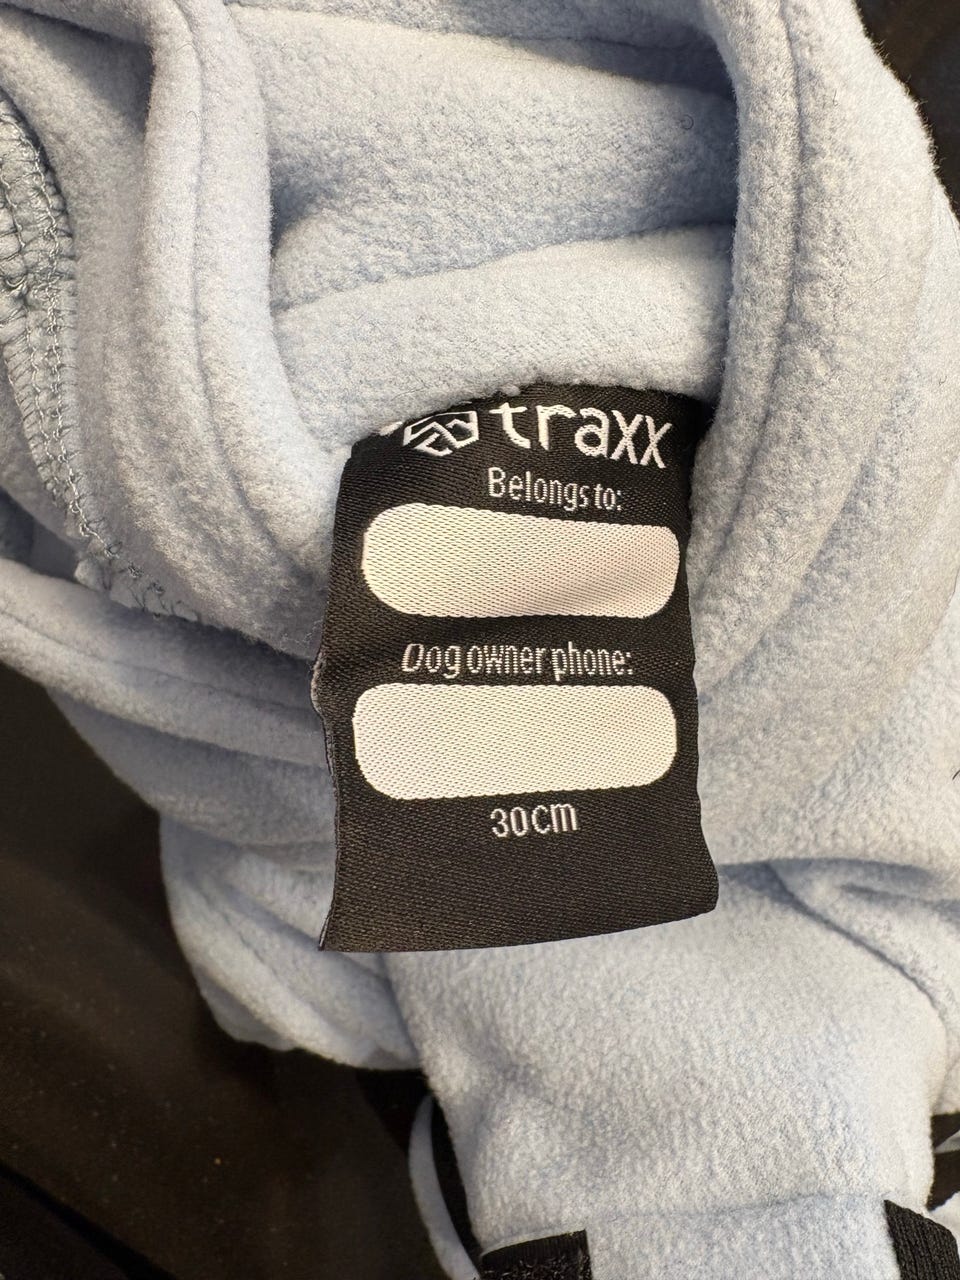 traxx
Belongs to:
Dog owner phone:
30cm